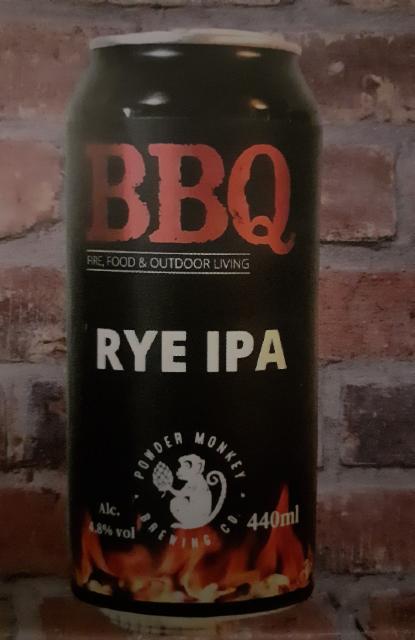 BBQ
FIRE, FOOD & OUTDOOR LIVING
RYE IPA
POWDER MONKEY
BREWING CO.
Alc.
4.8% vol
440ml